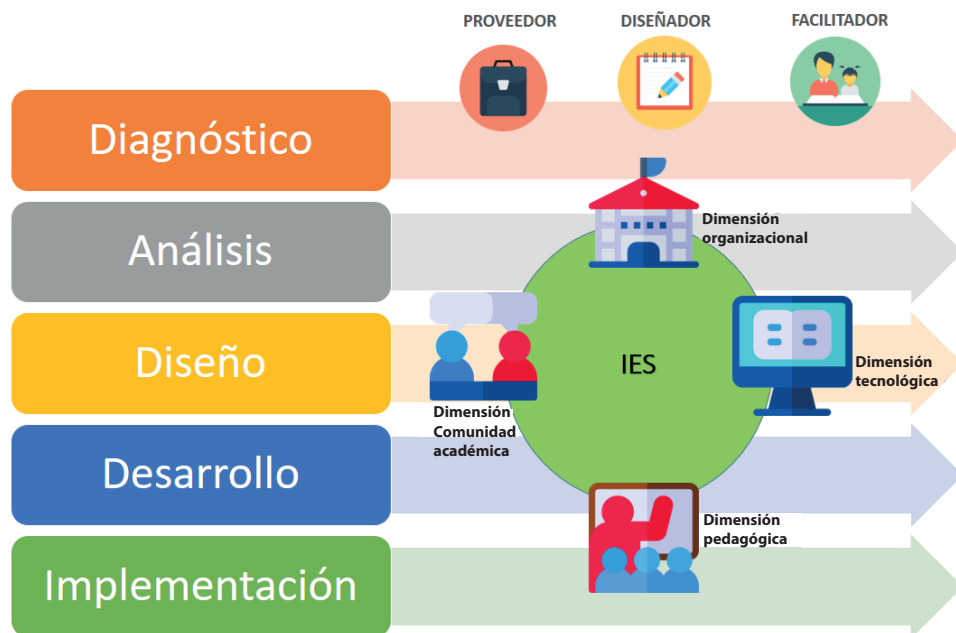 PROVEEDOR
DISEÑADOR
FACILITADOR
Diagnóstico
Análisis
Dimensión
organizacional
Diseño
IES
Dimensión
tecnológica
Dimensión
Comunidad
académica
Desarrollo
Dimensión
pedagógica
Implementación